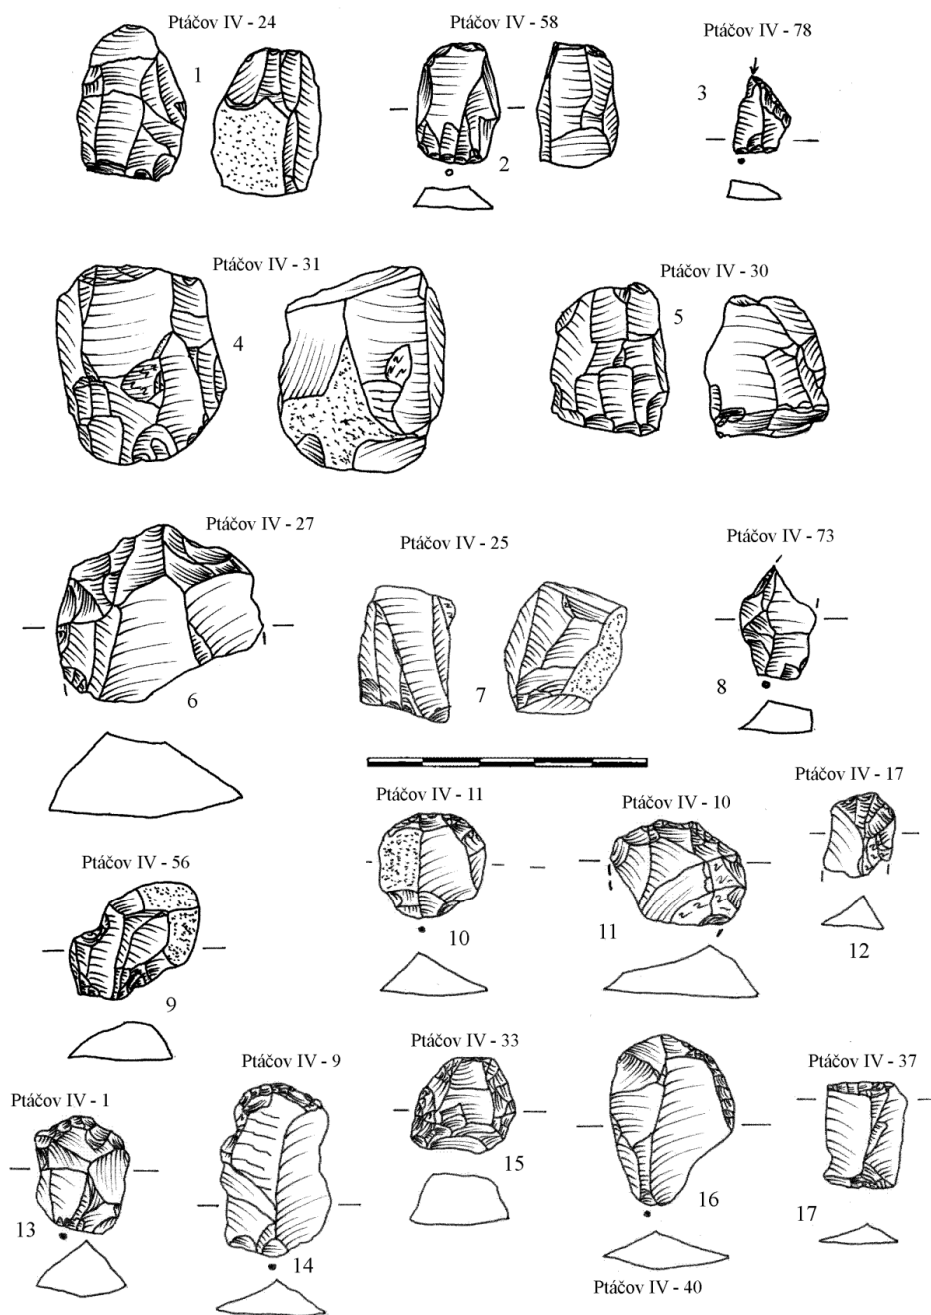 Ptáčov IV - 24
Ptáčov IV - 58
Ptáčov IV - 78
1
2
3
Ptáčov IV - 31
Ptáčov IV - 30
4
5
Ptáčov IV - 27
Ptáčov IV - 25
Ptáčov IV - 73
6
7
8
Ptáčov IV - 11
Ptáčov IV - 10
Ptáčov IV - 17
Ptáčov IV - 56
9
10
11
12
Ptáčov IV - 1
Ptáčov IV - 9
Ptáčov IV - 33
Ptáčov IV - 37
13
14
15
16
17
Ptáčov IV - 40